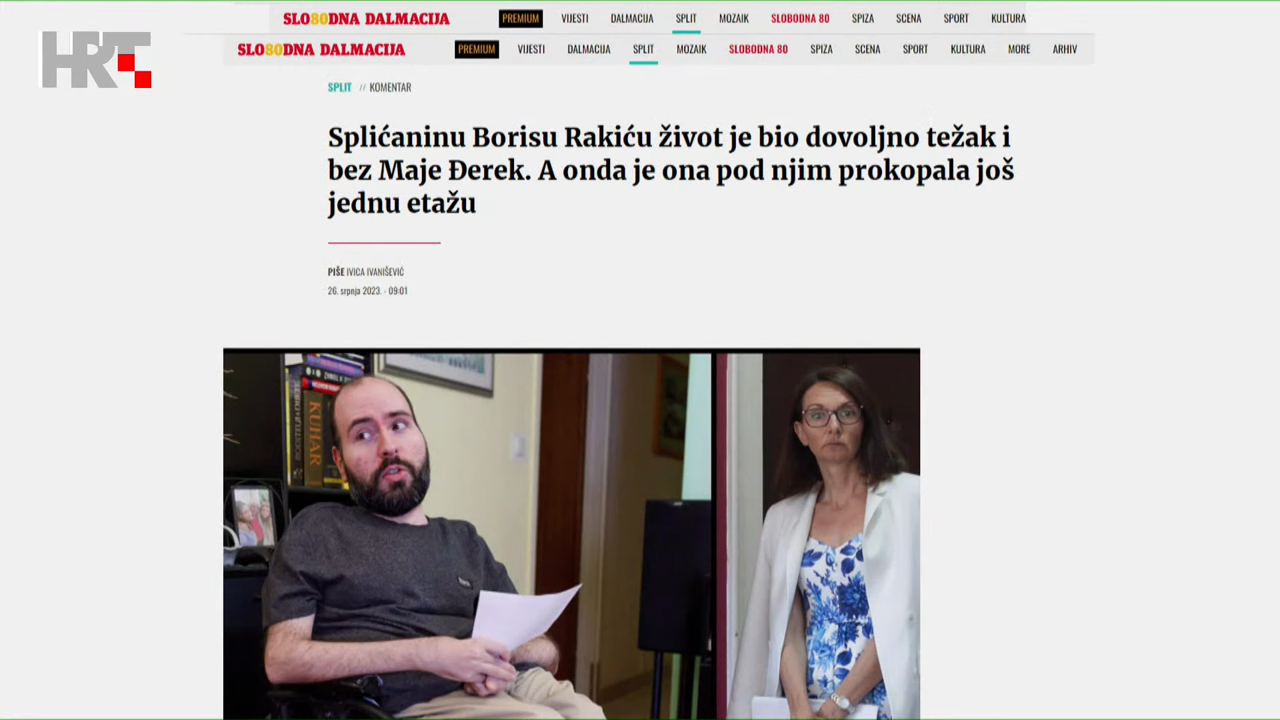 SLO80DNA DALMACIJA PREMIUM VIJESTI DALMACIJA SPLIT MOZAIK SLOBODNA 80 SPIZA SCENA SPORT KULTURA
HRT
SLO80DNA DALMACIJA PREMIUM VIJESTI DALMACIJA SPLIT MOZAIK SLOBODNA 80 SPIZA SCENA SPORT KULTURA MORE ARHIV
SPLIT // KOMENTAR
Splićaninu Borisu Rakiću život je bio dovoljno težak i
bez Maje Đerek. A onda je ona pod njim prokopala još
jednu etažu
PIŠE IVICA IVANIŠEVIĆ
26. srpnja 2023. - 09:01
KUHAR